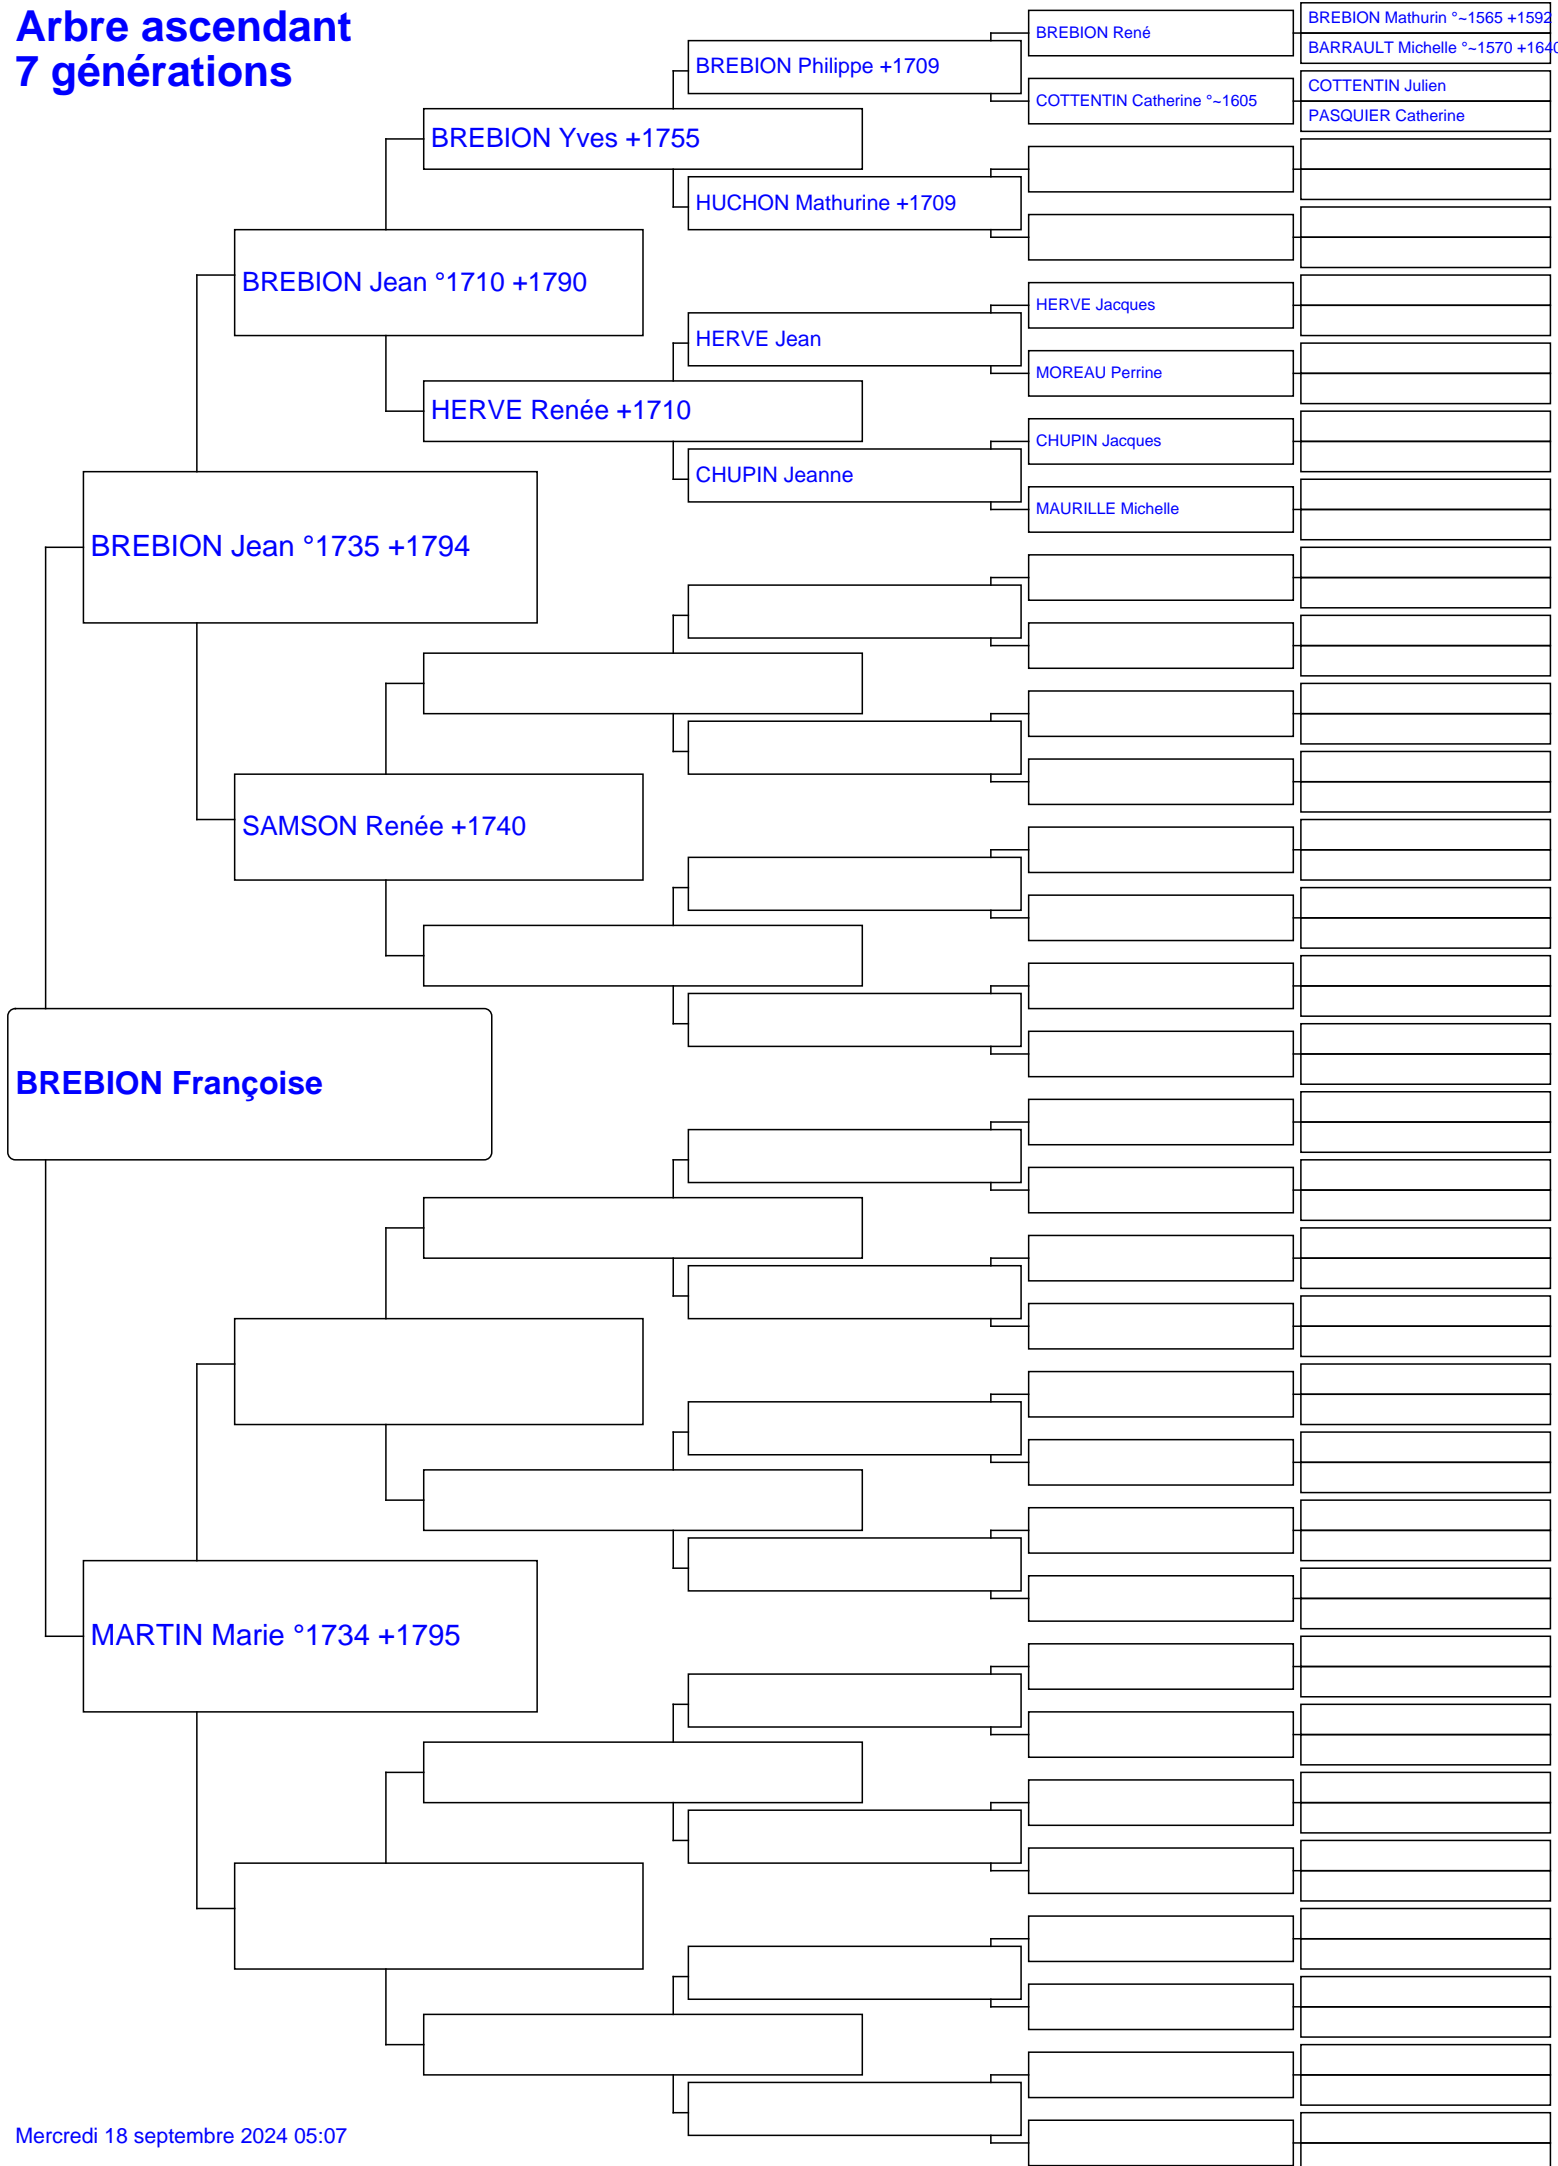 Arbre ascendant
7 générations
BREBION Mathurin °~1565 +1592
BREBION René
BARRAULT Michelle °~1570 +1640
BREBION Philippe +1709
COTTENTIN Julien
COTTENTIN Catherine °~1605
PASQUIER Catherine
BREBION Yves +1755
HUCHON Mathurine +1709
BREBION Jean °1710 +1790
HERVE Jacques
HERVE Jean
MOREAU Perrine
HERVE Renée +1710
CHUPIN Jacques
CHUPIN Jeanne
MAURILLE Michelle
BREBION Jean °1735 +1794
SAMSON Renée +1740
BREBION Françoise
MARTIN Marie °1734 +1795
Mercredi 18 septembre 2024 05:07